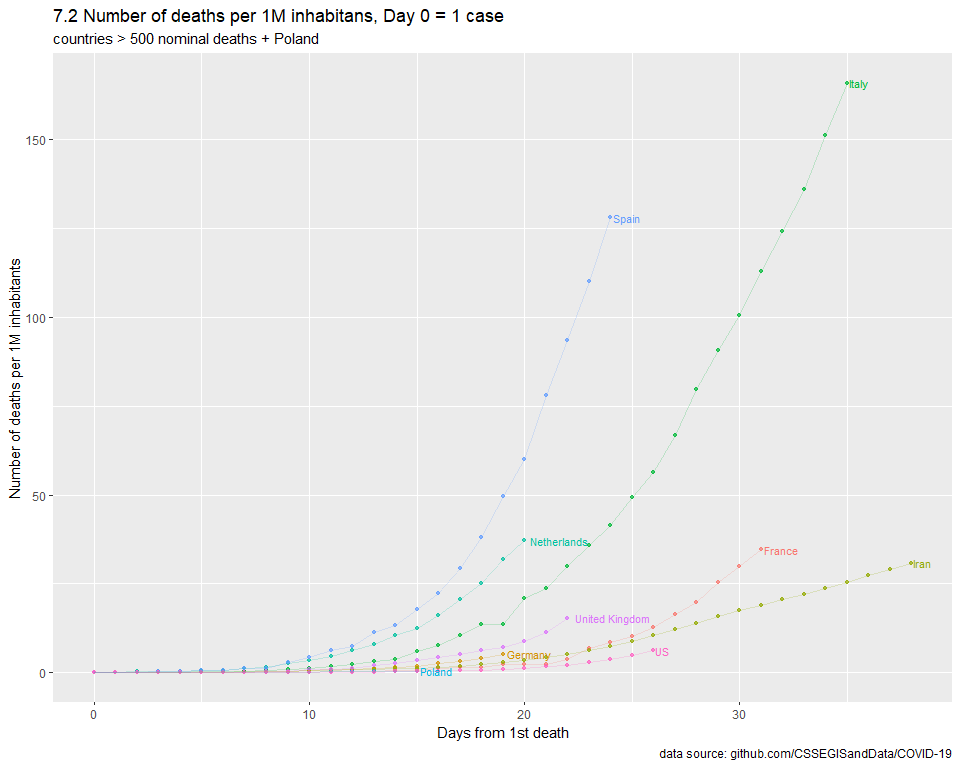 7.2 Number of deaths per 1M inhabitans, Day 0 = 1 case
countries > 500 nominal deaths + Poland
Number of deaths per 1M inhabitants
150
100
50
0
Italy
Spain
Netherlands
France
Iran
United Kingdom
Germany
US
Poland
0 10 20 30
Days from 1st death
data source: github.com/CSSEGISandData/COVID-19